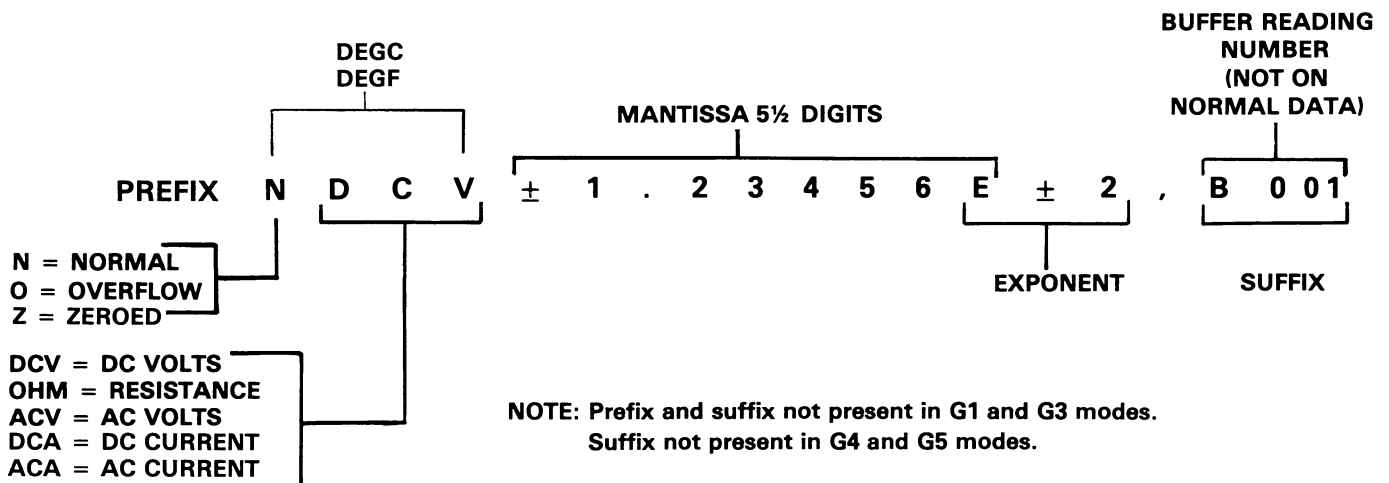 DEGC
DEGF
BUFFER READING
NUMBER
(NOT ON
NORMAL DATA)
MANTISSA 5½ DIGITS
PREFIX N D C V ± 1 . 2 3 4 5 6 E ± 2 , B 0 0 1
N = NORMAL
O = OVERFLOW
Z = ZEROED
EXPONENT
SUFFIX
DCV = DC VOLTS
OHM = RESISTANCE
ACV = AC VOLTS
DCA = DC CURRENT
ACA = AC CURRENT
NOTE: Prefix and suffix not present in G1 and G3 modes.
Suffix not present in G4 and G5 modes.